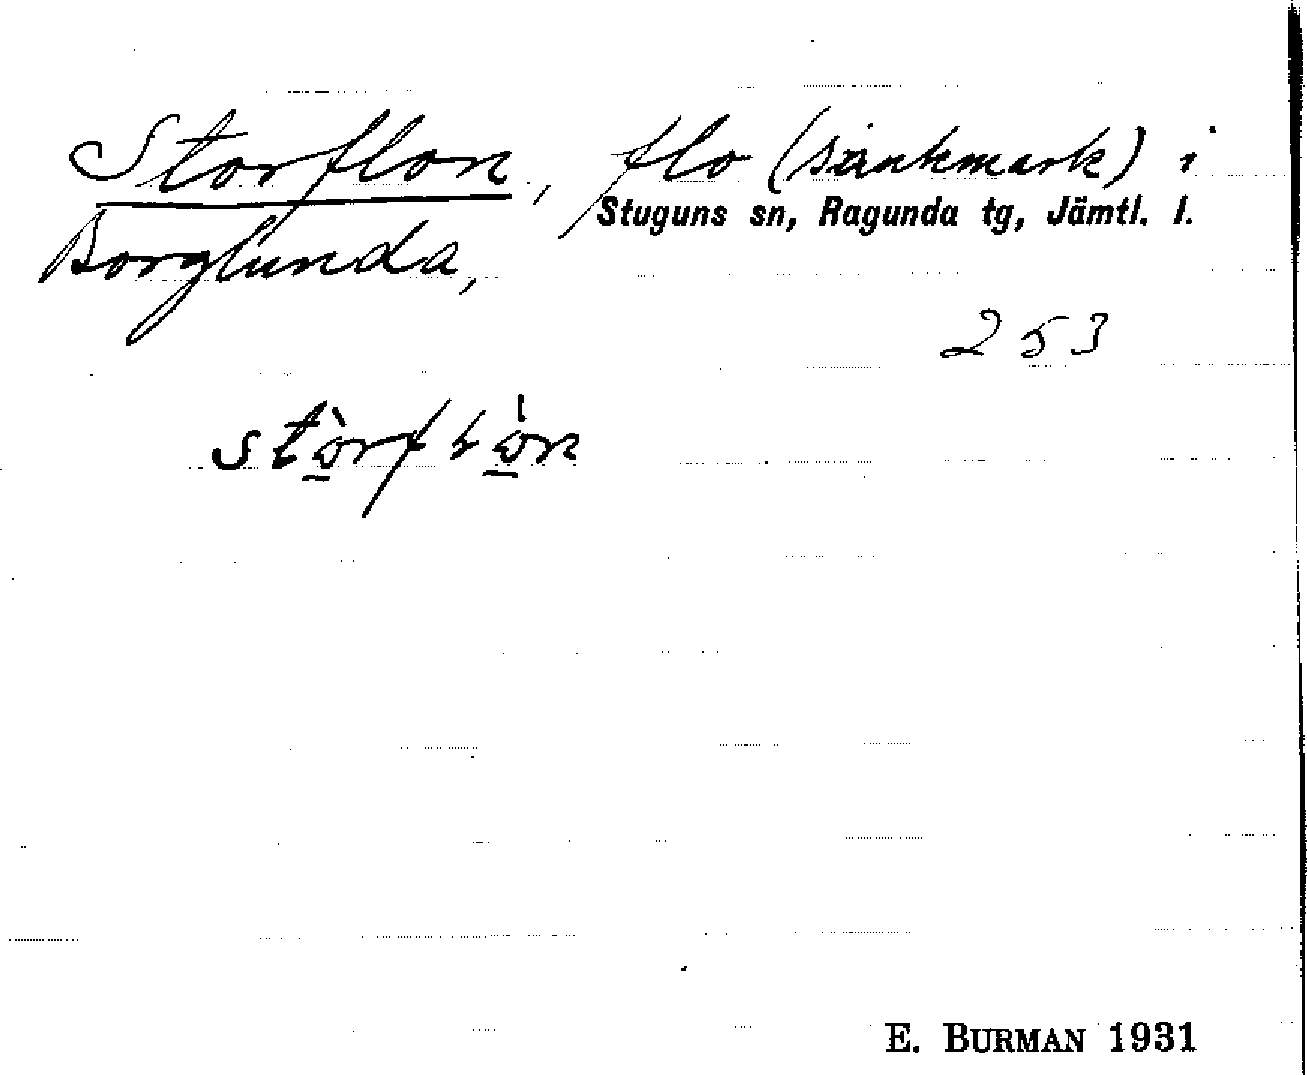 Storflon, flo (sänkmark) i
Stuguns sn, Ragunda tg, Jämtl. l.
Borglunda,
253
E. BURMAN 1931